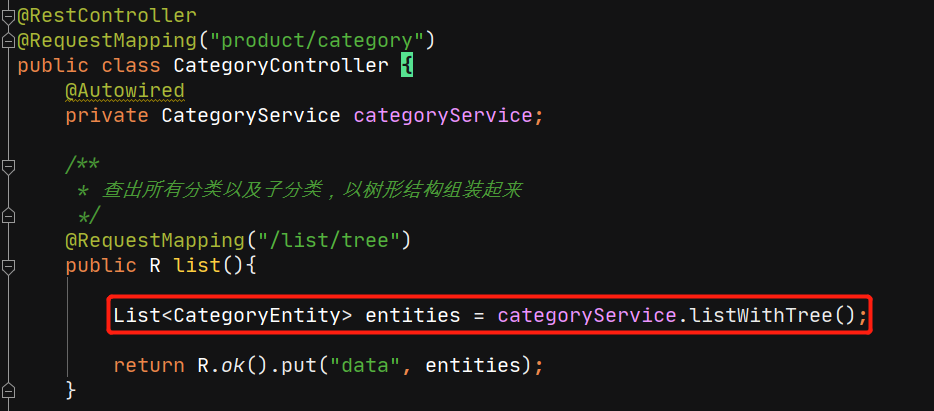 @RestController
@RequestMapping("product/category")
public class CategoryController {
    @Autowired
    private CategoryService categoryService;
    /**
     * 查出所有分类以及子分类，以树形结构组装起来
     */
    @RequestMapping("/list/tree")
    public R list(){
        List<CategoryEntity> entities = categoryService.listWithTree();
        return R.ok().put("data", entities);
    }